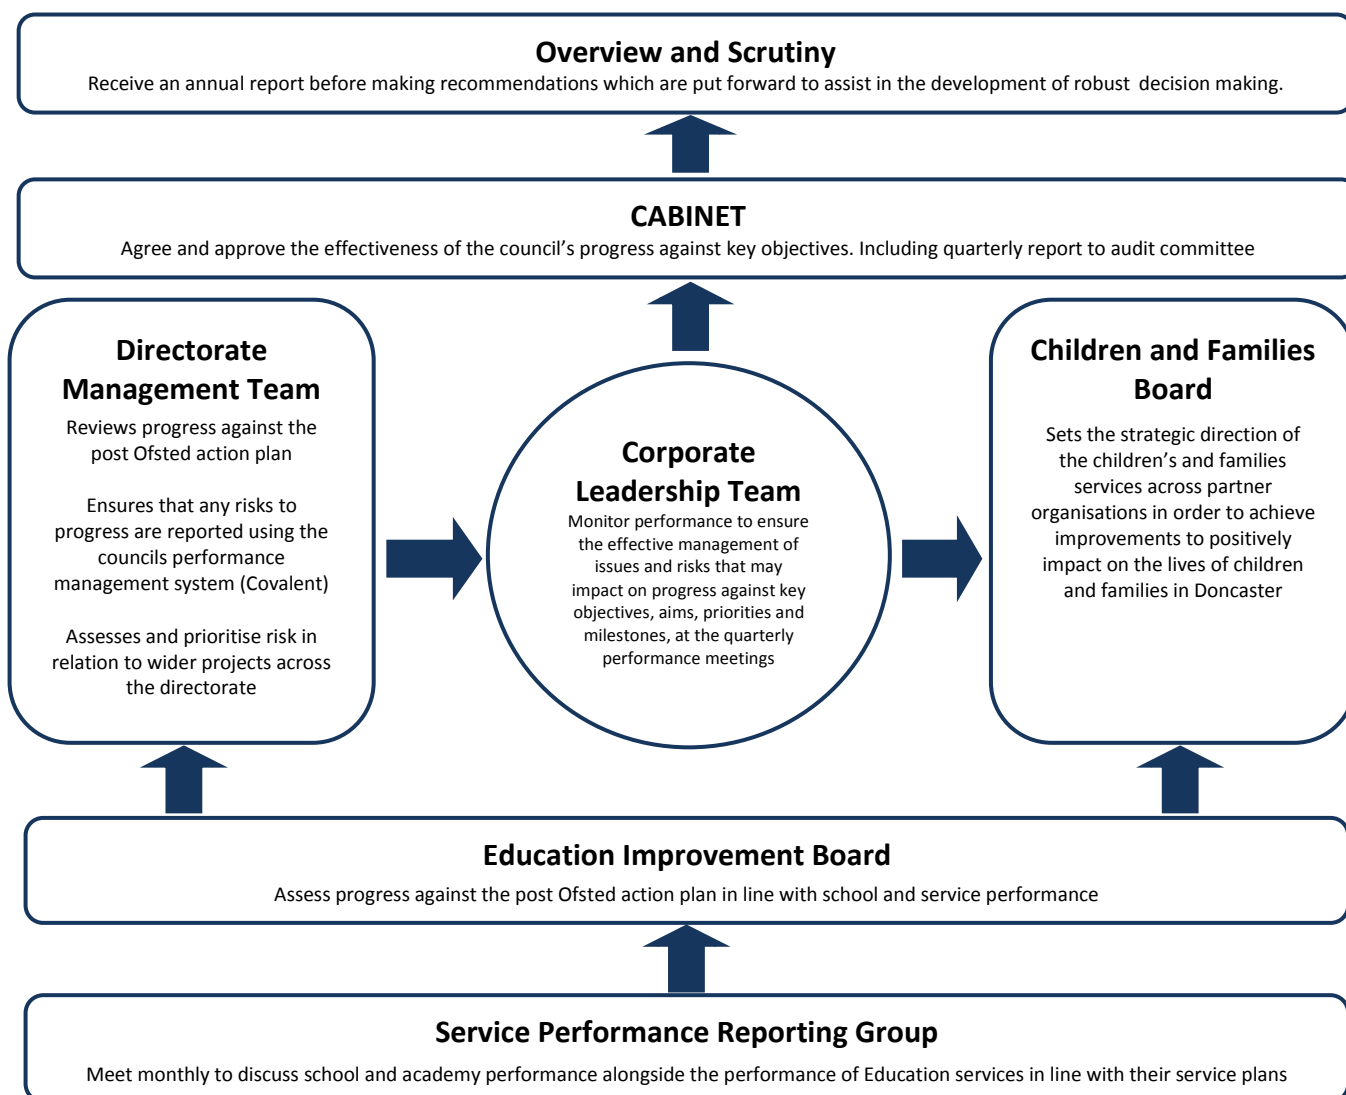 Overview and Scrutiny
Receive an annual report before making recommendations which are put forward to assist in the development of robust decision making.
CABINET
Agree and approve the effectiveness of the council's progress against key objectives. Including quarterly report to audit committee
Directorate
Management Team
Reviews progress against the
post Ofsted action plan
Ensures that any risks to
progress are reported using the
councils performance
management system (Covalent)
Assesses and prioritise risk in
relation to wider projects across
the directorate
Corporate
Leadership Team
Monitor performance to ensure
the effective management of
issues and risks that may
impact on progress against key
objectives, aims, priorities and
milestones, at the quarterly
performance meetings
Children and Families
Board
Sets the strategic direction of
the children's and families
services across partner
organisations in order to achieve
improvements to positively
impact on the lives of children
and families in Doncaster
Education Improvement Board
Assess progress against the post Ofsted action plan in line with school and service performance
Service Performance Reporting Group
Meet monthly to discuss school and academy performance alongside the performance of Education services in line with their service plans